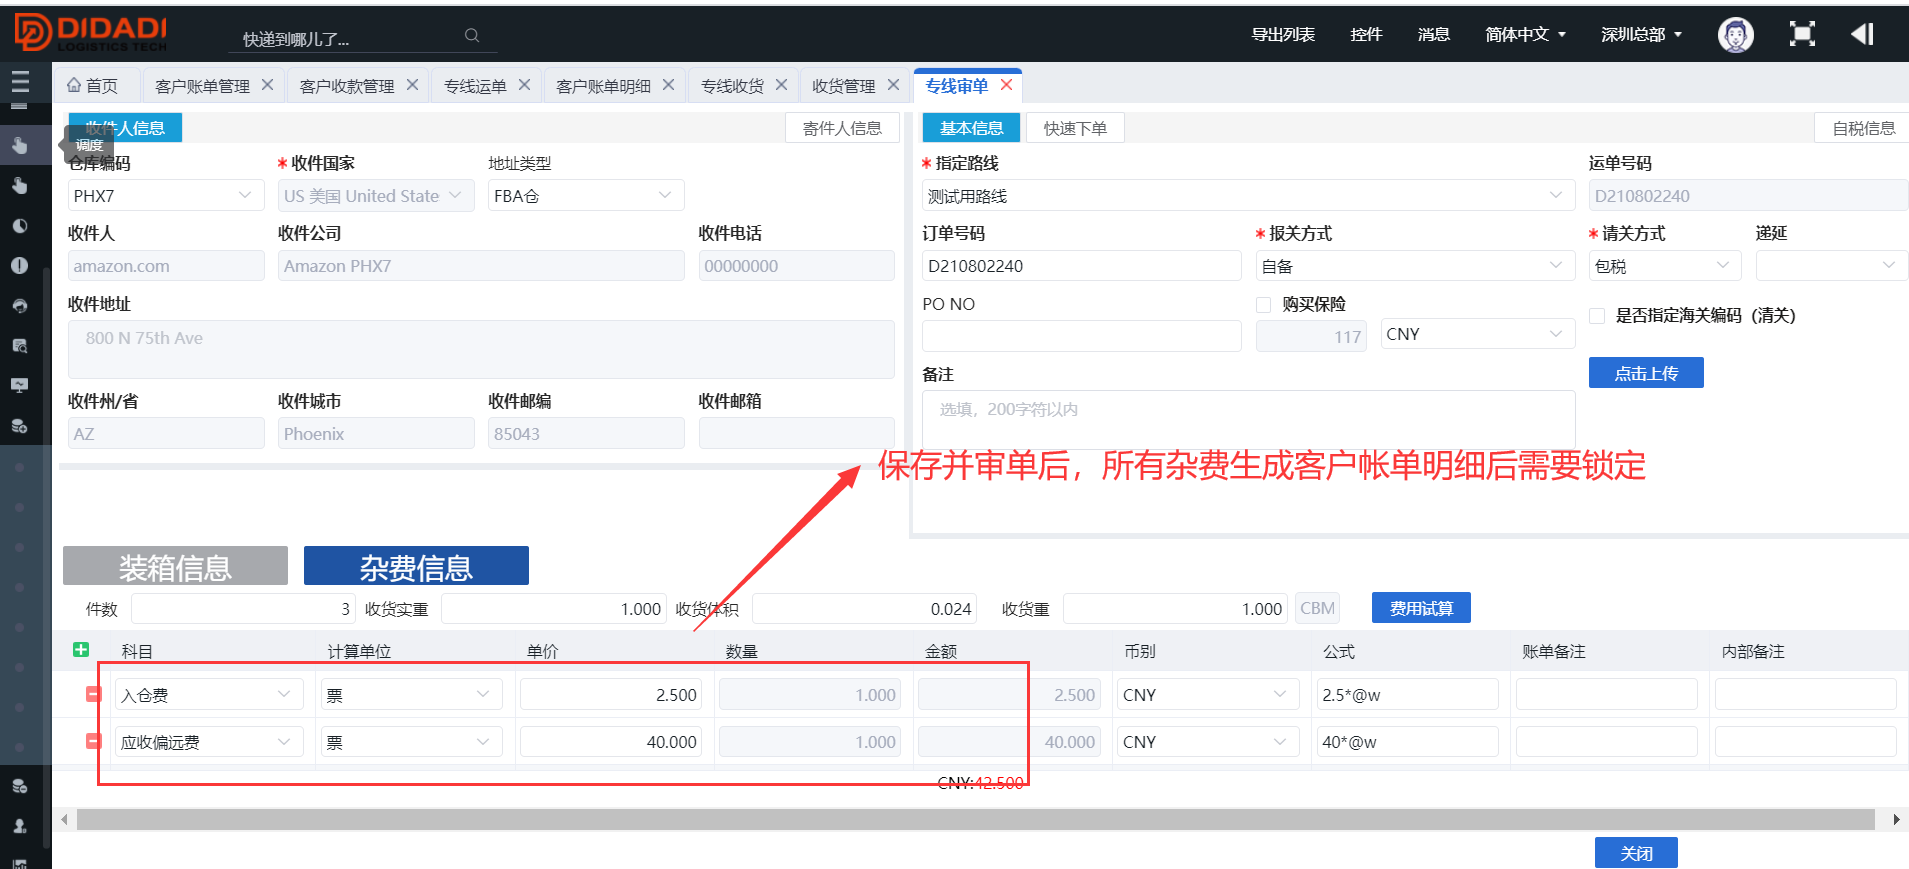 DIDADI
LOGISTICS TECH
快递到哪儿了...
导出列表 控件 消息 简体中文 深圳总部
首页 客户账单管理 客户收款管理 专线运单 客户账单明细 专线收货 收货管理 专线审单
收件人信息 寄件人信息 基本信息 快速下单 自税信息
调度
仓库编码 *收件国家 地址类型 *指定路线 运单号码
PHX7 US 美国 United State FBA仓 测试用路线 D210802240
收件人 收件公司 收件电话 订单号码 *报关方式 *请关方式 递延
amazon.com Amazon PHX7 00000000 D210802240 自备 包税
收件地址 PO NO 购买保险 是否指定海关编码（清关）
800 N 75th Ave 117 CNY
备注 点击上传
收件州/省 收件城市 收件邮编 收件邮箱 选填，200字符以内
AZ Phoenix 85043
保存并审单后，所有杂费生成客户帐单明细后需要锁定
装箱信息 杂费信息
件数 3 收货实重 1.000 收货体积 0.024 收货重 1.000 CBM 费用试算
科目 计算单位 单价 数量 金额 币别 公式 账单备注 内部备注
入仓费 票 2.500 1.000 2.500 CNY 2.5*@w
应收偏远费 票 40.000 1.000 40.000 CNY 40*@w
CNY:42.500
关闭